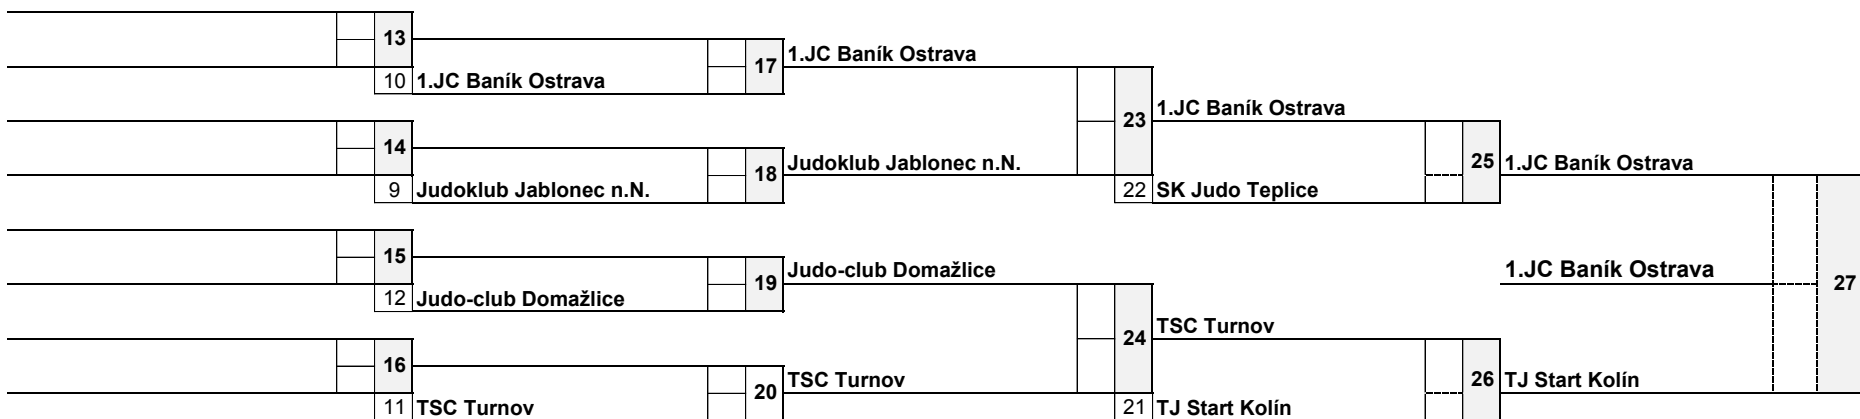 13
17 1.JC Baník Ostrava
10 1.JC Baník Ostrava
23 1.JC Baník Ostrava
14
18 Judoklub Jablonec n.N.
25 1.JC Baník Ostrava
9 Judoklub Jablonec n.N.
22 SK Judo Teplice
15
19 Judo-club Domažlice
1.JC Baník Ostrava 27
12 Judo-club Domažlice
24 TSC Turnov
16
20 TSC Turnov
26 TJ Start Kolín
11 TSC Turnov
21 TJ Start Kolín